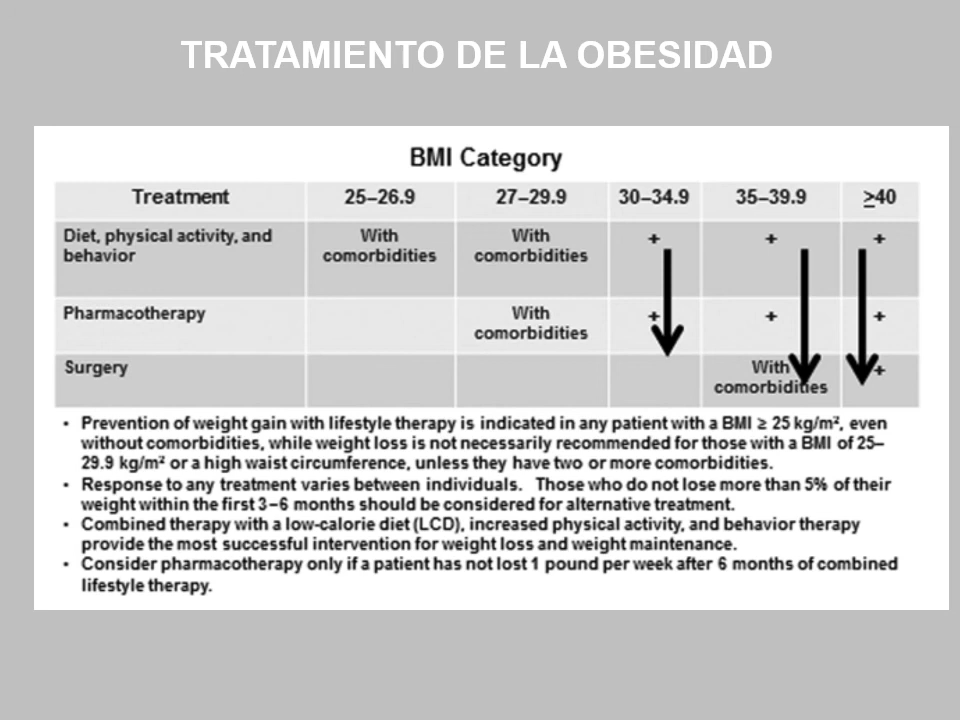 TRATAMIENTO DE LA OBESIDAD
BMI Category
Treatment 25–26.9 27–29.9 30–34.9 35–39.9 ≥40
Diet, physical activity, and behavior With comorbidities With comorbidities + + +
Pharmacotherapy With comorbidities + + +
Surgery With comorbidities +
• Prevention of weight gain with lifestyle therapy is indicated in any patient with a BMI ≥ 25 kg/m², even
without comorbidities, while weight loss is not necessarily recommended for those with a BMI of 25–
29.9 kg/m² or a high waist circumference, unless they have two or more comorbidities.
• Response to any treatment varies between individuals. Those who do not lose more than 5% of their
weight within the first 3–6 months should be considered for alternative treatment.
• Combined therapy with a low-calorie diet (LCD), increased physical activity, and behavior therapy
provide the most successful intervention for weight loss and weight maintenance.
• Consider pharmacotherapy only if a patient has not lost 1 pound per week after 6 months of combined
lifestyle therapy.